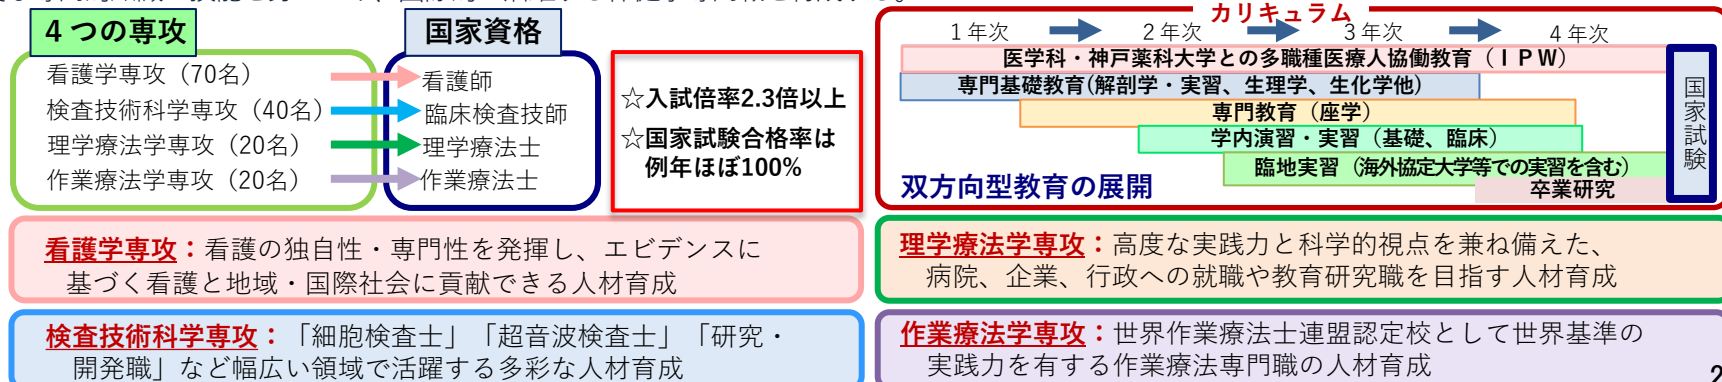 4つの専攻
国家資格
看護学専攻（70名）
看護師
検査技術科学専攻（40名）
臨床検査技師
理学療法学専攻（20名）
理学療法士
作業療法学専攻（20名）
作業療法士
☆入試倍率2.3倍以上
☆国家試験合格率は
例年ほぼ100%
カリキュラム
1年次
2年次
3年次
4年次
医学科・神戸薬科大学との多職種医療人協働教育（ＩＰＷ）
専門基礎教育(解剖学・実習、生理学、生化学他)
専門教育（座学）
学内演習・実習（基礎、臨床）
臨地実習（海外協定大学等での実習を含む）
卒業研究
国家試験
双方向型教育の展開
看護学専攻：看護の独自性・専門性を発揮し、エビデンスに
基づく看護と地域・国際社会に貢献できる人材育成
理学療法学専攻：高度な実践力と科学的視点を兼ね備えた、
病院、企業、行政への就職や教育研究職を目指す人材育成
検査技術科学専攻：「細胞検査士」「超音波検査士」「研究・
開発職」など幅広い領域で活躍する多彩な人材育成
作業療法学専攻：世界作業療法士連盟認定校として世界基準の
実践力を有する作業療法専門職の人材育成
2